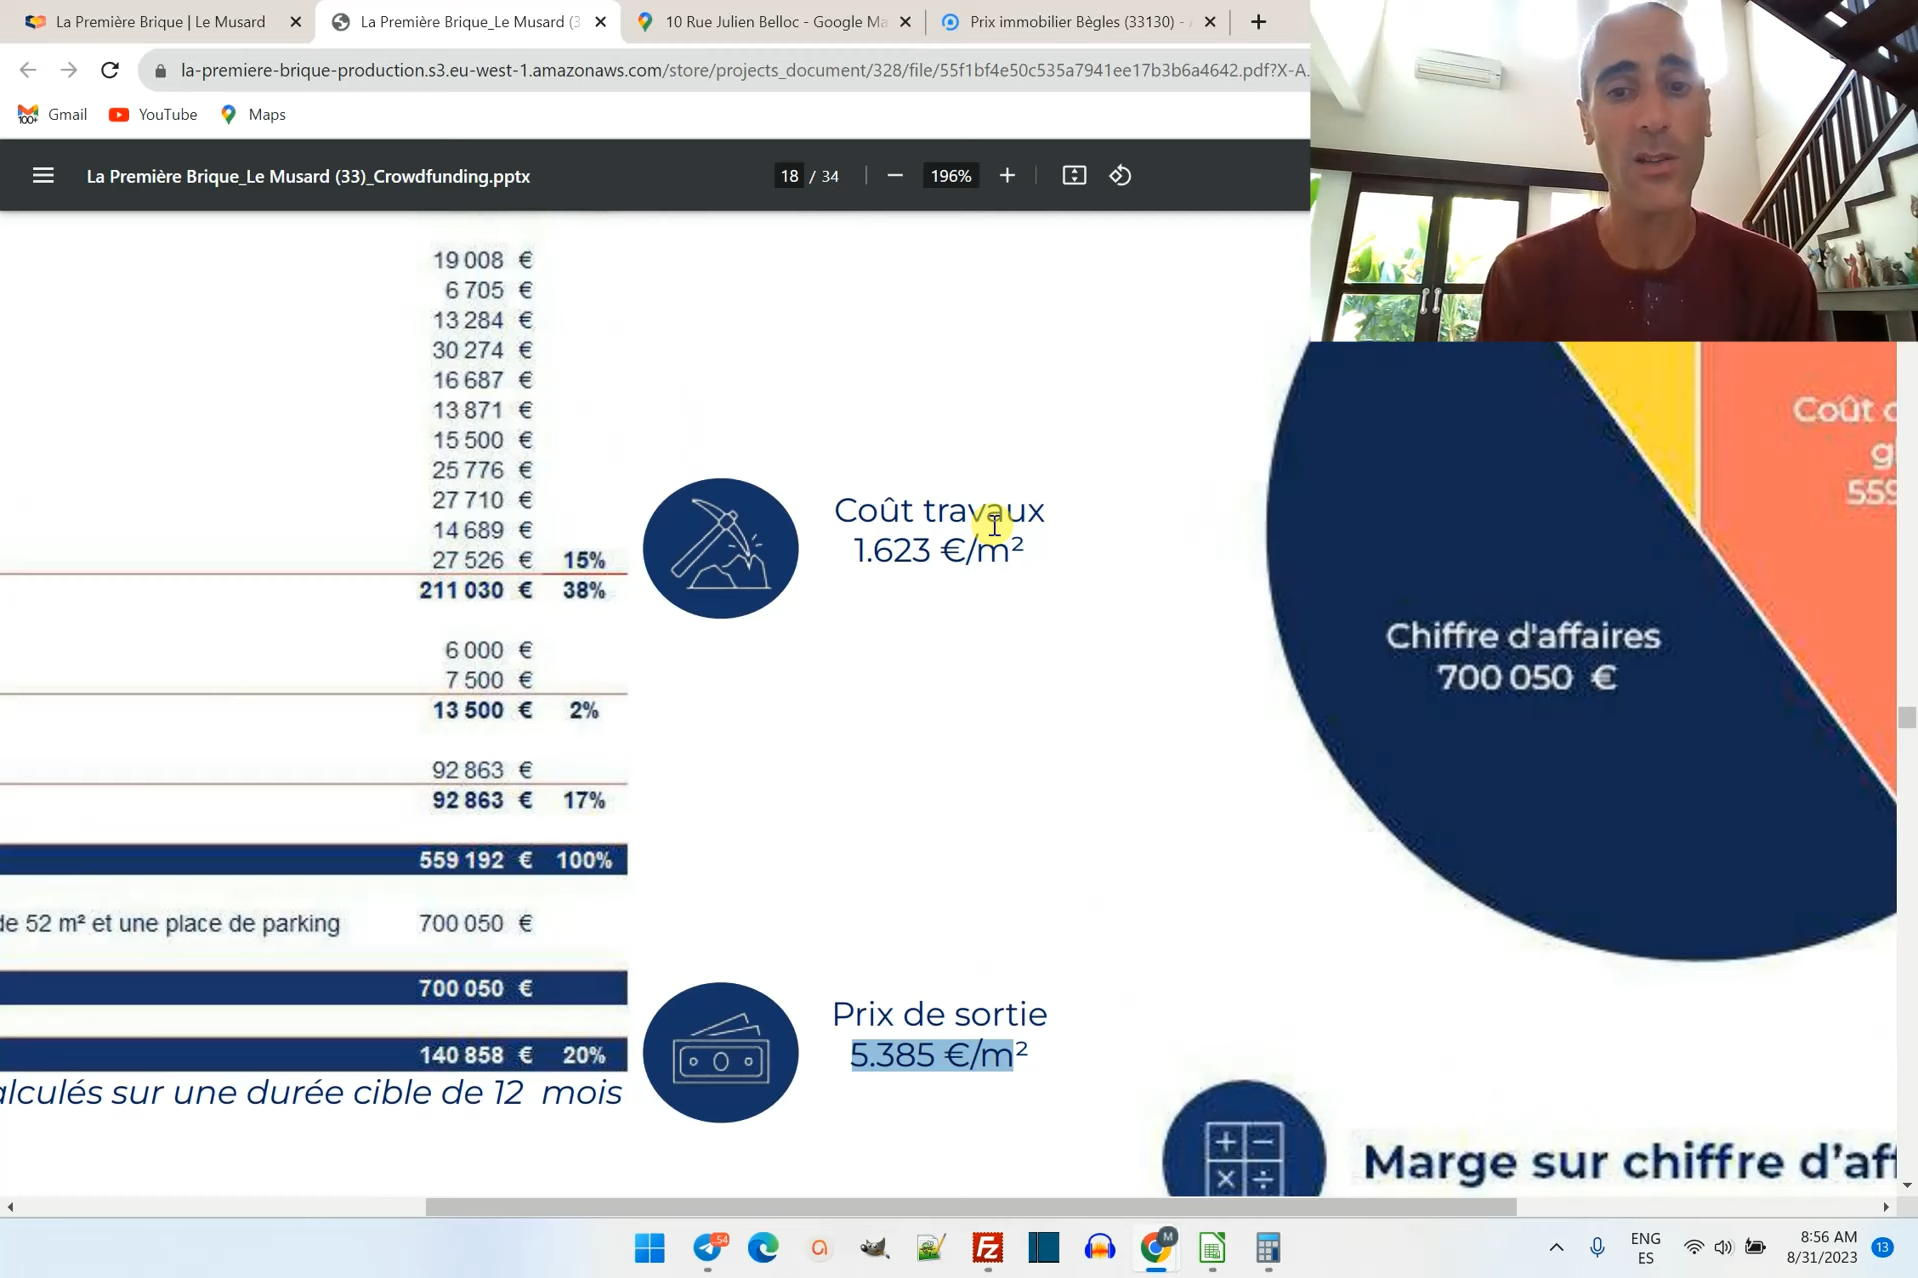 La Première Brique | Le Musard
La Première Brique_Le Musard (3
10 Rue Julien Belloc - Google Ma
Prix immobilier Bègles (33130) -
la-premiere-brique-production.s3.eu-west-1.amazonaws.com/store/projects_document/328/file/55f1bf4e50c535a7941ee17b3b6a4642.pdf?X-A.
100+
Gmail
YouTube
Maps
La Première Brique_Le Musard (33)_Crowdfunding.pptx
18 / 34
196%
19 008 €
6 705 €
13 284 €
30 274 €
16 687 €
13 871 €
15 500 €
25 776 €
27 710 €
14 689 €
27 526 € 15%
211 030 € 38%
6 000 €
7 500 €
13 500 € 2%
92 863 €
92 863 € 17%
559 192 € 100%
de 52 m² et une place de parking 700 050 €
700 050 €
140 858 € 20%
alculés sur une durée cible de 12 mois
Coût travaux
1.623 €/m²
Prix de sortie
5.385 €/m²
Coût
559
Chiffre d'affaires
700 050 €
Marge sur chiffre d'aff
54
M
ENG
ES
8:56 AM
8/31/2023
13